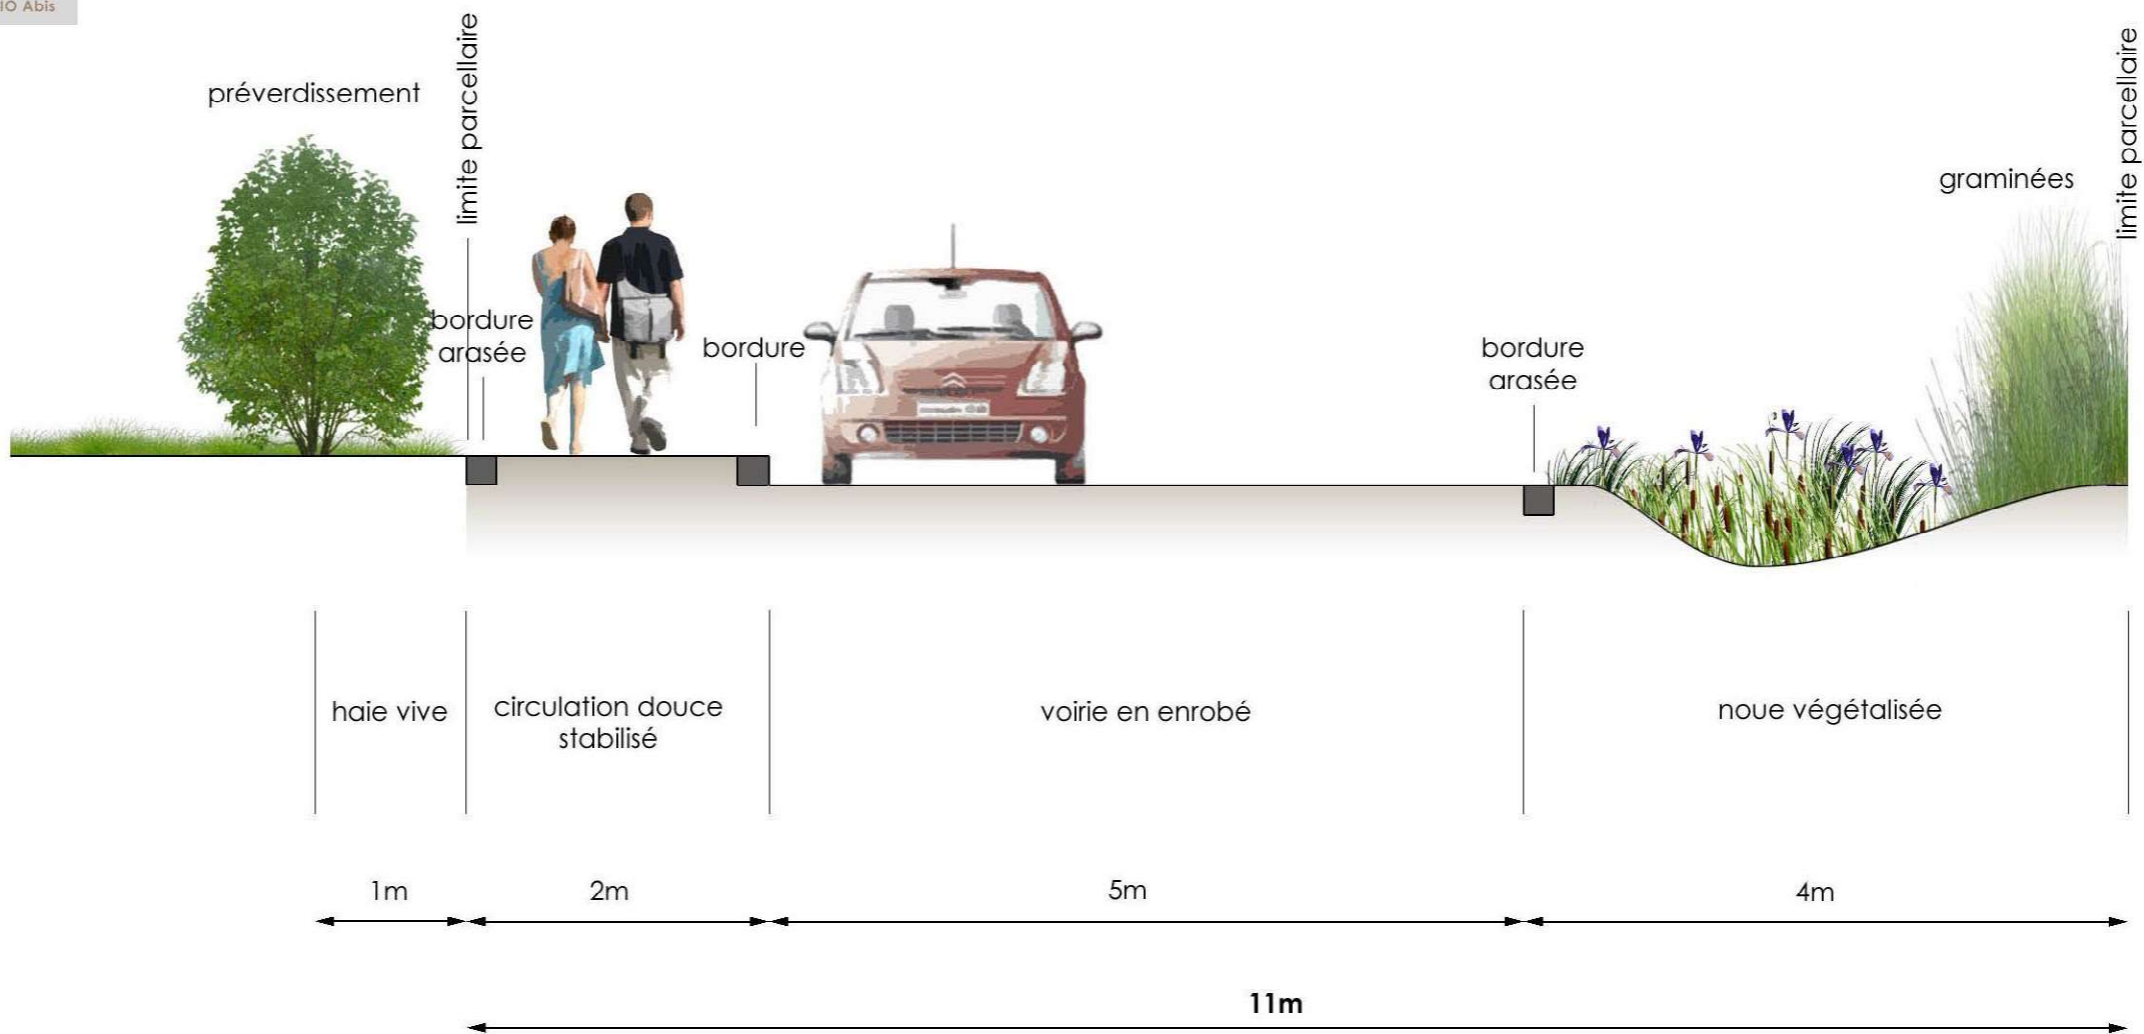 IO Abis
limite parcellaire
limite parcellaire
préverdissement
graminées
bordure
arasée
bordure
bordure
arasée
haie vive
circulation douce
stabilisé
voirie en enrobé
noue végétalisée
1m
2m
5m
4m
11m